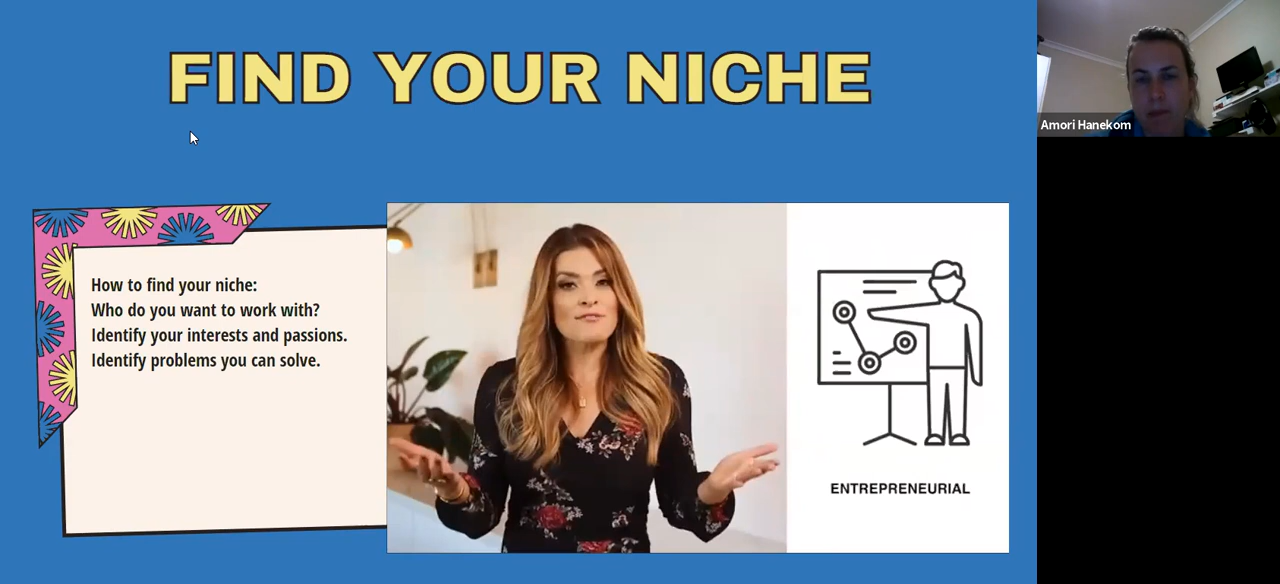 FIND YOUR NICHE
Amori Hanekom
How to find your niche:
Who do you want to work with?
Identify your interests and passions.
Identify problems you can solve.
ENTREPRENEURIAL